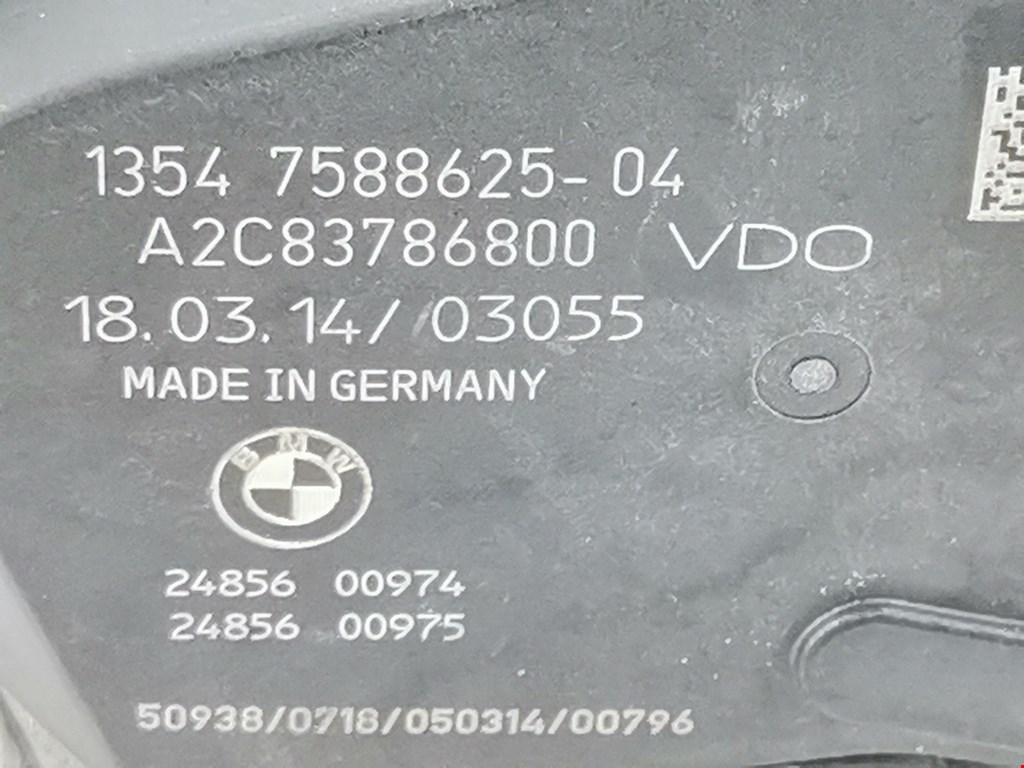 1354 7588625-04
A2C83786800 VDO
18.03.14/03055
MADE IN GERMANY
BMW
24856 00974
24856 00975
50938/0718/050314/00796